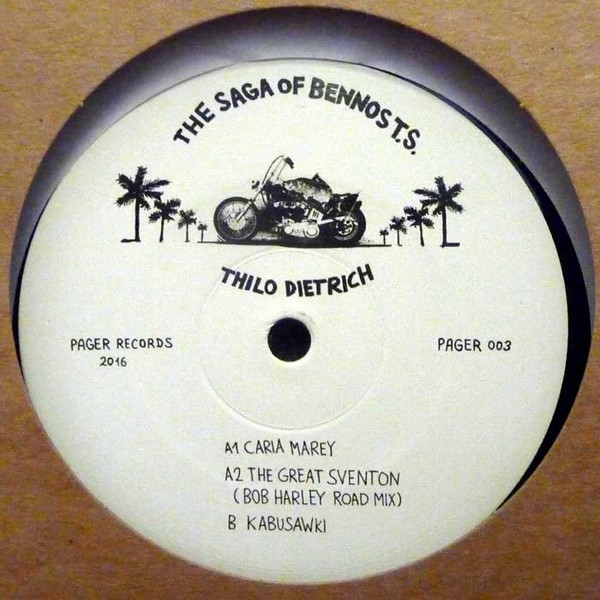 THE SAGA OF BENNOS T.S.
THILO DIETRICH
PAGER RECORDS
2016
PAGER 003
A1 CARIA MAREY
A2 THE GREAT SVENTON
(BOB HARLEY ROAD MIX)
B KABUSAWKI